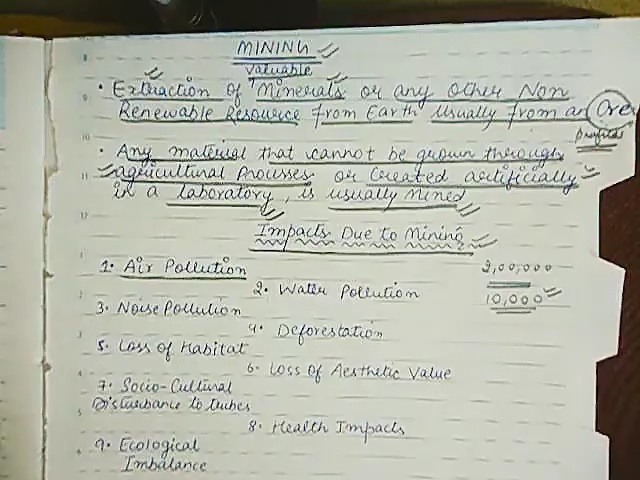 MINING
Valuable
• Extraction of Minerals or any other Non
Renewable Resource from Earth usually from an Ore
profits
• Any material that cannot be grown through
agricultural processes or created artificially
in a laboratory, is usually mined
Impacts Due to Mining
1. Air Pollution
2. Water Pollution
2,00,000
10,000
3. Noise Pollution
4. Deforestation
5. Loss of Habitat
6. Loss of Aesthetic Value
7. Socio-Cultural
Disturbance to tribes
8. Health Impacts
9. Ecological
Imbalance